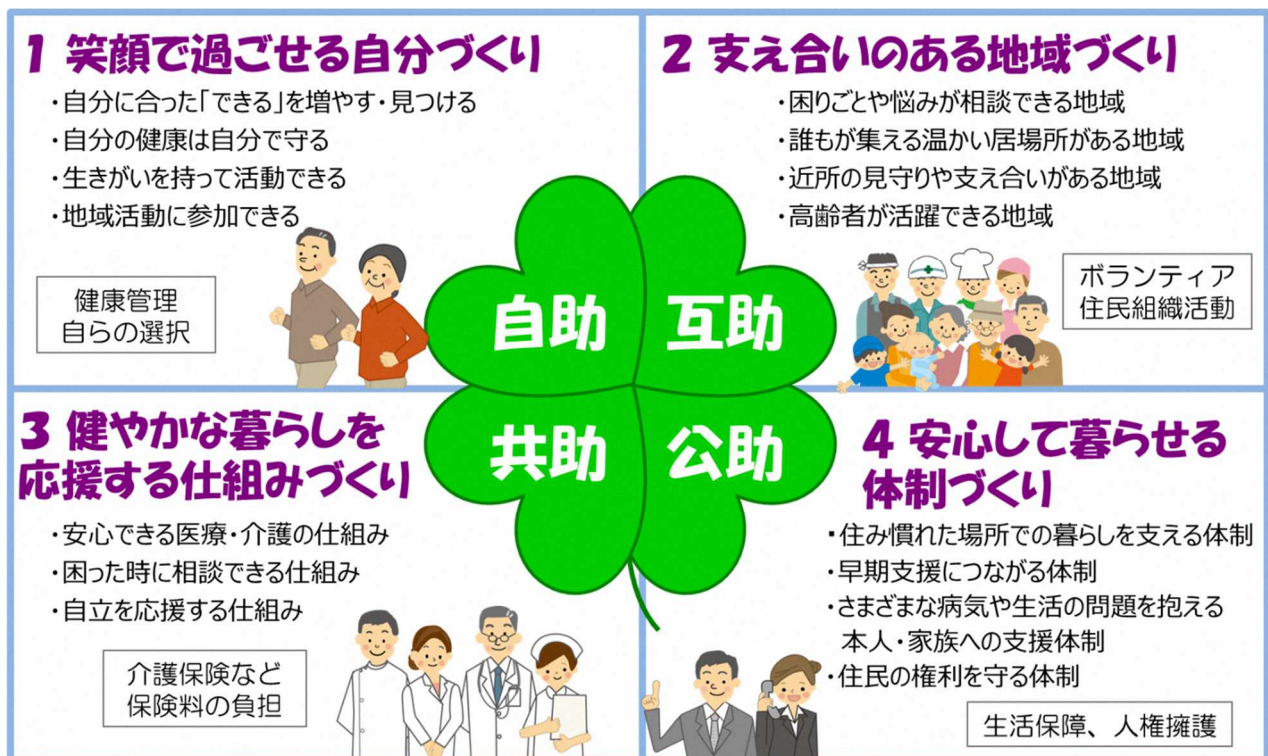 1 笑顔で過ごせる自分づくり
・自分に合った「できる」を増やす・見つける
・自分の健康は自分で守る
・生きがいを持って活動できる
・地域活動に参加できる
健康管理
自らの選択
2 支え合いのある地域づくり
・困りごとや悩みが相談できる地域
・誰もが集える温かい居場所がある地域
・近所の見守りや支え合いがある地域
・高齢者が活躍できる地域
ボランティア
住民組織活動
自助
互助
共助
公助
3 健やかな暮らしを
応援する仕組みづくり
・安心できる医療・介護の仕組み
・困った時に相談できる仕組み
・自立を応援する仕組み
介護保険など
保険料の負担
4 安心して暮らせる
体制づくり
・住み慣れた場所での暮らしを支える体制
・早期支援につながる体制
・さまざまな病気や生活の問題を抱える
本人・家族への支援体制
・住民の権利を守る体制
生活保障、人権擁護